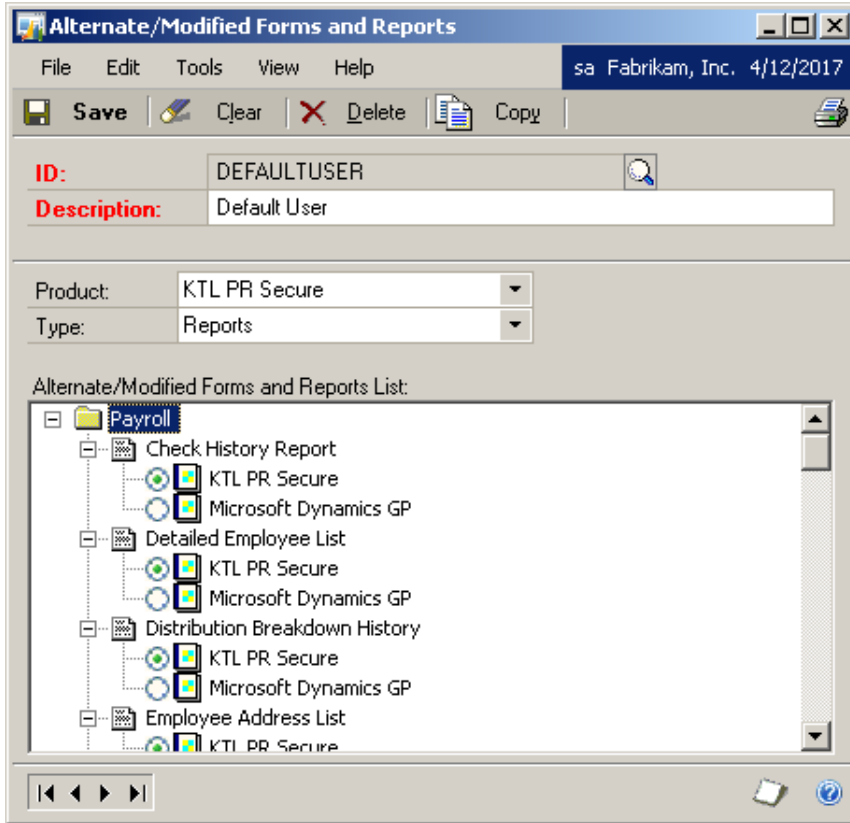 Alternate/Modified Forms and Reports
File Edit Tools View Help sa Fabrikam, Inc. 4/12/2017
Save Clear Delete Copy
ID: DEFAULTUSER
Description: Default User
Product: KTL PR Secure
Type: Reports
Alternate/Modified Forms and Reports List:
Payroll
Check History Report
KTL PR Secure
Microsoft Dynamics GP
Detailed Employee List
KTL PR Secure
Microsoft Dynamics GP
Distribution Breakdown History
KTL PR Secure
Microsoft Dynamics GP
Employee Address List
KTL PR Secure